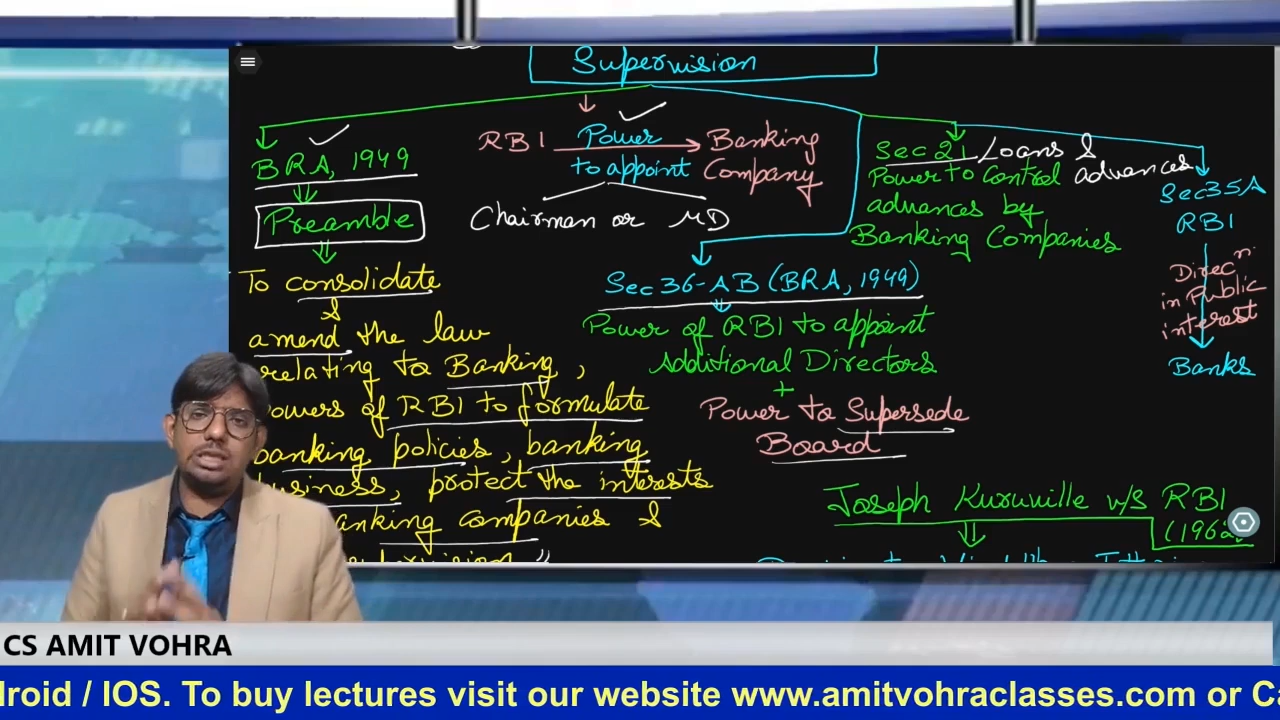 Supervision
BRA, 1949
Preamble
To consolidate
&
amend the law
relating to Banking,
powers of RBI to formulate
banking policies, banking
business, protect the interests
anking companies &
RBI Power Banking
to appoint Company
Chairman or MD
Sec 36-AB (BRA, 1949)
Power of RBI to appoint
Additional Directors
+
Power to Supersede
Board
Sec 21 Loans &
advances
Power to Control
advances by
Banking Companies
Sec 35A
RBI
Direcⁿ
in Public
interest
Banks
Joseph Kuruville v/s RBI
CS AMIT VOHRA
droid / IOS. To buy lectures visit our website www.amitvohraclasses.com or Ca